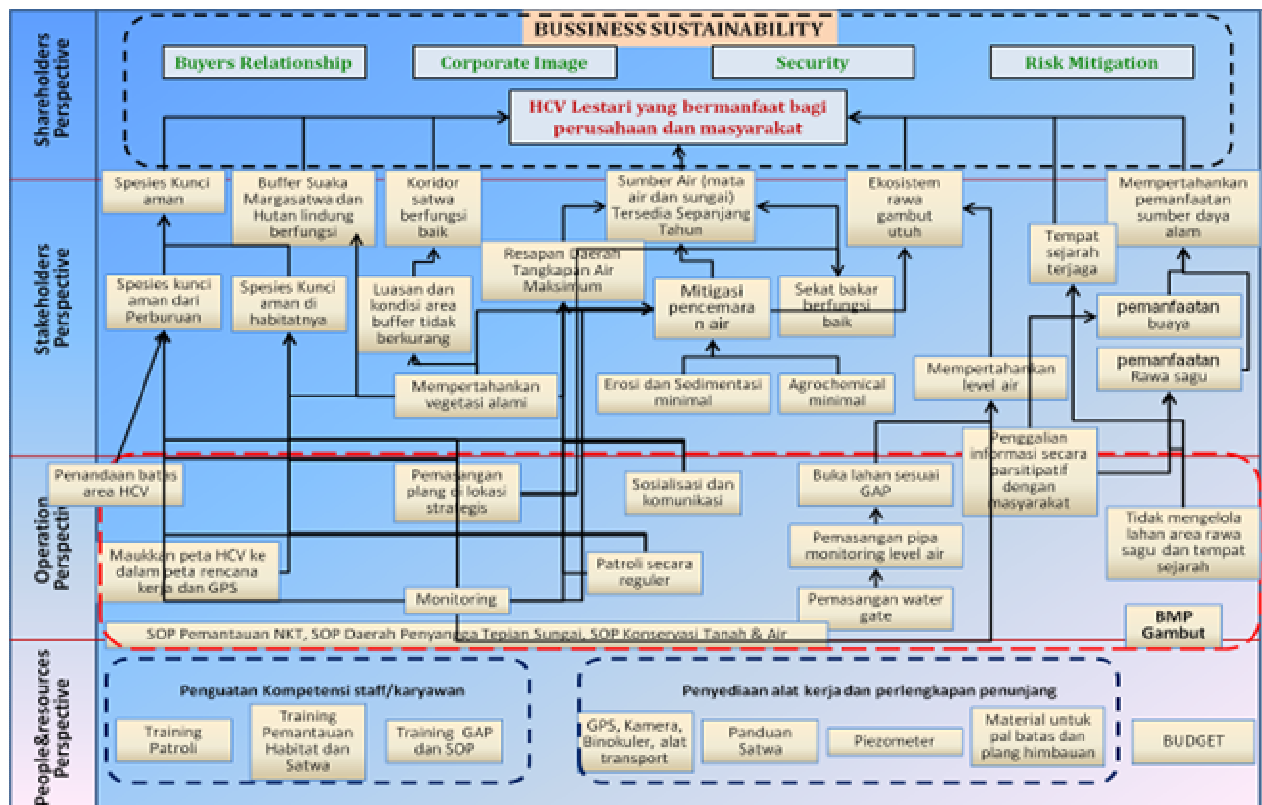 BUSSINESS SUSTAINABILITY
Shareholders
Perspective
Buyers Relationship
Corporate Image
Security
Risk Mitigation
HCV Lestari yang bermanfaat bagi
perusahaan dan masyarakat
Stakeholders
Perspective
Spesies Kunci
aman
Buffer Suaka
Margasatwa dan
Hutan lindung
berfungsi
Koridor
satwa
berfungsi
baik
Sumber Air (mata
air dan sungai)
Tersedia Sepanjang
Tahun
Ekosistem
rawa
gambut
utuh
Mempertahankan
pemanfaatan
sumber daya
alam
Tempat
sejarah
terjaga
Resapan Daerah
Tangkapan Air
Maksimum
Spesies kunci
aman dari
Perburuan
Spesies Kunci
aman di
habitatnya
Luasan dan
kondisi area
buffer tidak
berkurang
Mitigasi
pencemara
n air
Sekat bakar
berfungsi
baik
pemanfaatan
buaya
pemanfaatan
Rawa sagu
Mempertahankan
vegetasi alami
Erosi dan Sedimentasi
minimal
Agrochemical
minimal
Mempertahankan
level air
Operation
Perspective
Penandaan batas
area HCV
Pemasangan
plang di lokasi
strategis
Sosialisasi dan
komunikasi
Buka lahan sesuai
GAP
Penggalian
informasi secara
parsitipatif
dengan
masyarakat
Tidak mengelola
lahan area rawa
sagu dan tempat
sejarah
Maukkan peta HCV ke
dalam peta rencana
kerja dan GPS
Patroli secara
reguler
Pemasangan pipa
monitoring level air
Monitoring
Pemasangan water
gate
SOP Pemantauan NKT, SOP Daerah Penyangga Tepian Sungai, SOP Konservasi Tanah & Air
BMP
Gambut
People&resources
Perspective
Penguatan Kompetensi staff/karyawan
Training
Patroli
Training
Pemantauan
Habitat dan
Satwa
Training GAP
dan SOP
Penyediaan alat kerja dan perlengkapan penunjang
GPS, Kamera,
Binokuler, alat
transport
Panduan
Satwa
Piezometer
Material untuk
pal batas dan
plang himbauan
BUDGET